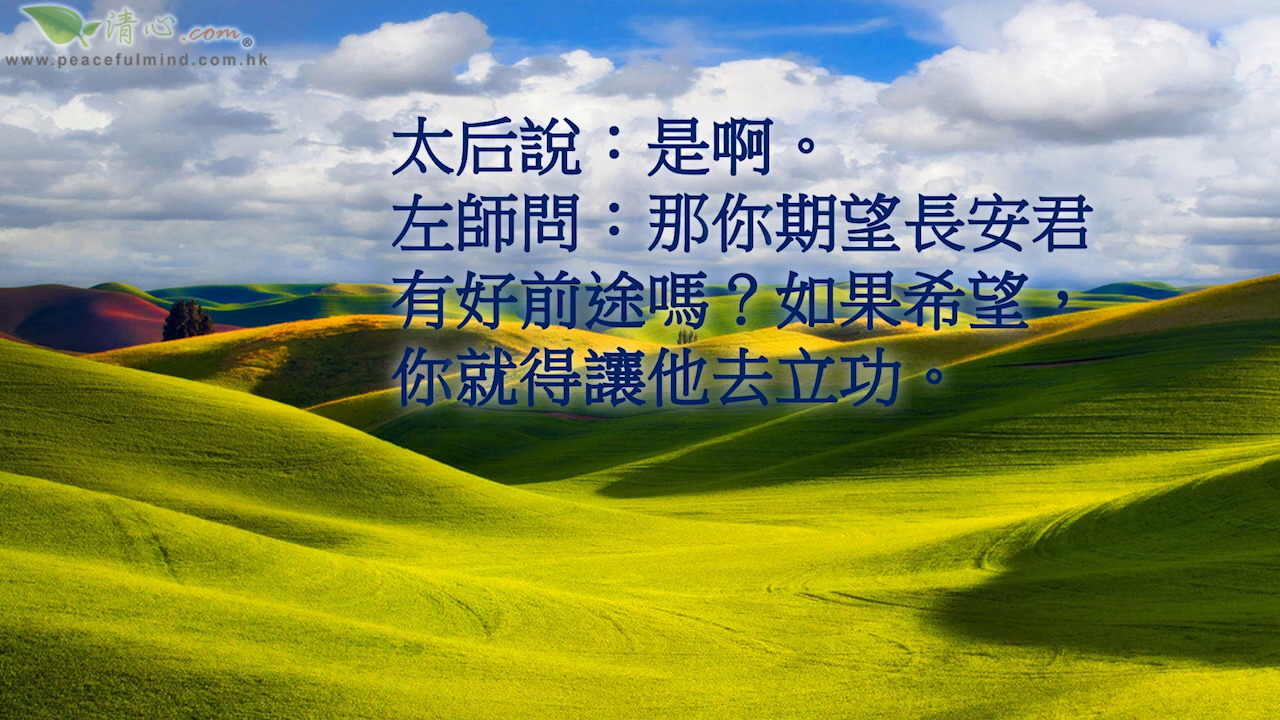 清心.com®
www.peacefulmind.com.hk
太后說：是啊。
左師問：那你期望長安君
有好前途嗎？如果希望，
你就得讓他去立功。